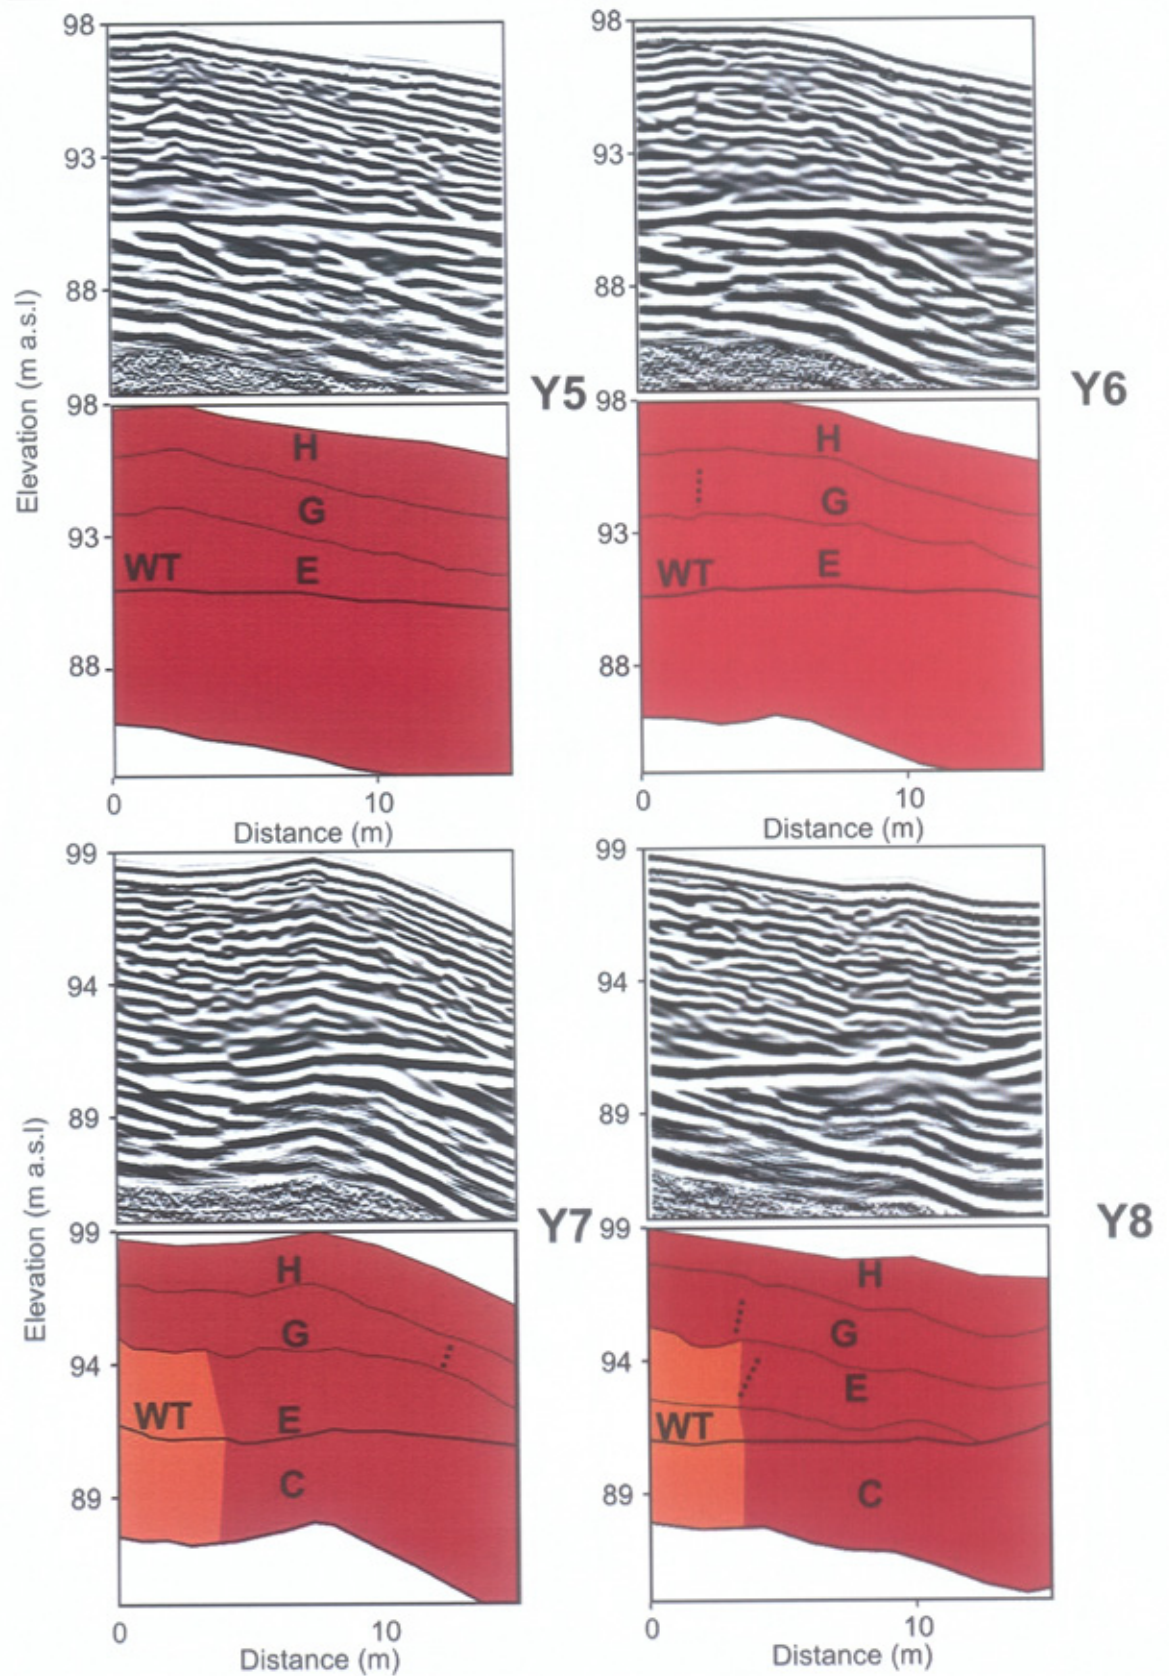 98
93
88
Elevation (m a.s.l)
98
93
88
Y5
Y6
98
H
G
93
WT
E
88
0
10
Distance (m)
98
H
G
93
WT
E
88
0
10
Distance (m)
99
94
89
Elevation (m a.s.l)
99
94
89
Y7
Y8
99
H
G
94
WT
E
C
89
0
10
Distance (m)
99
H
G
94
E
WT
C
89
0
10
Distance (m)